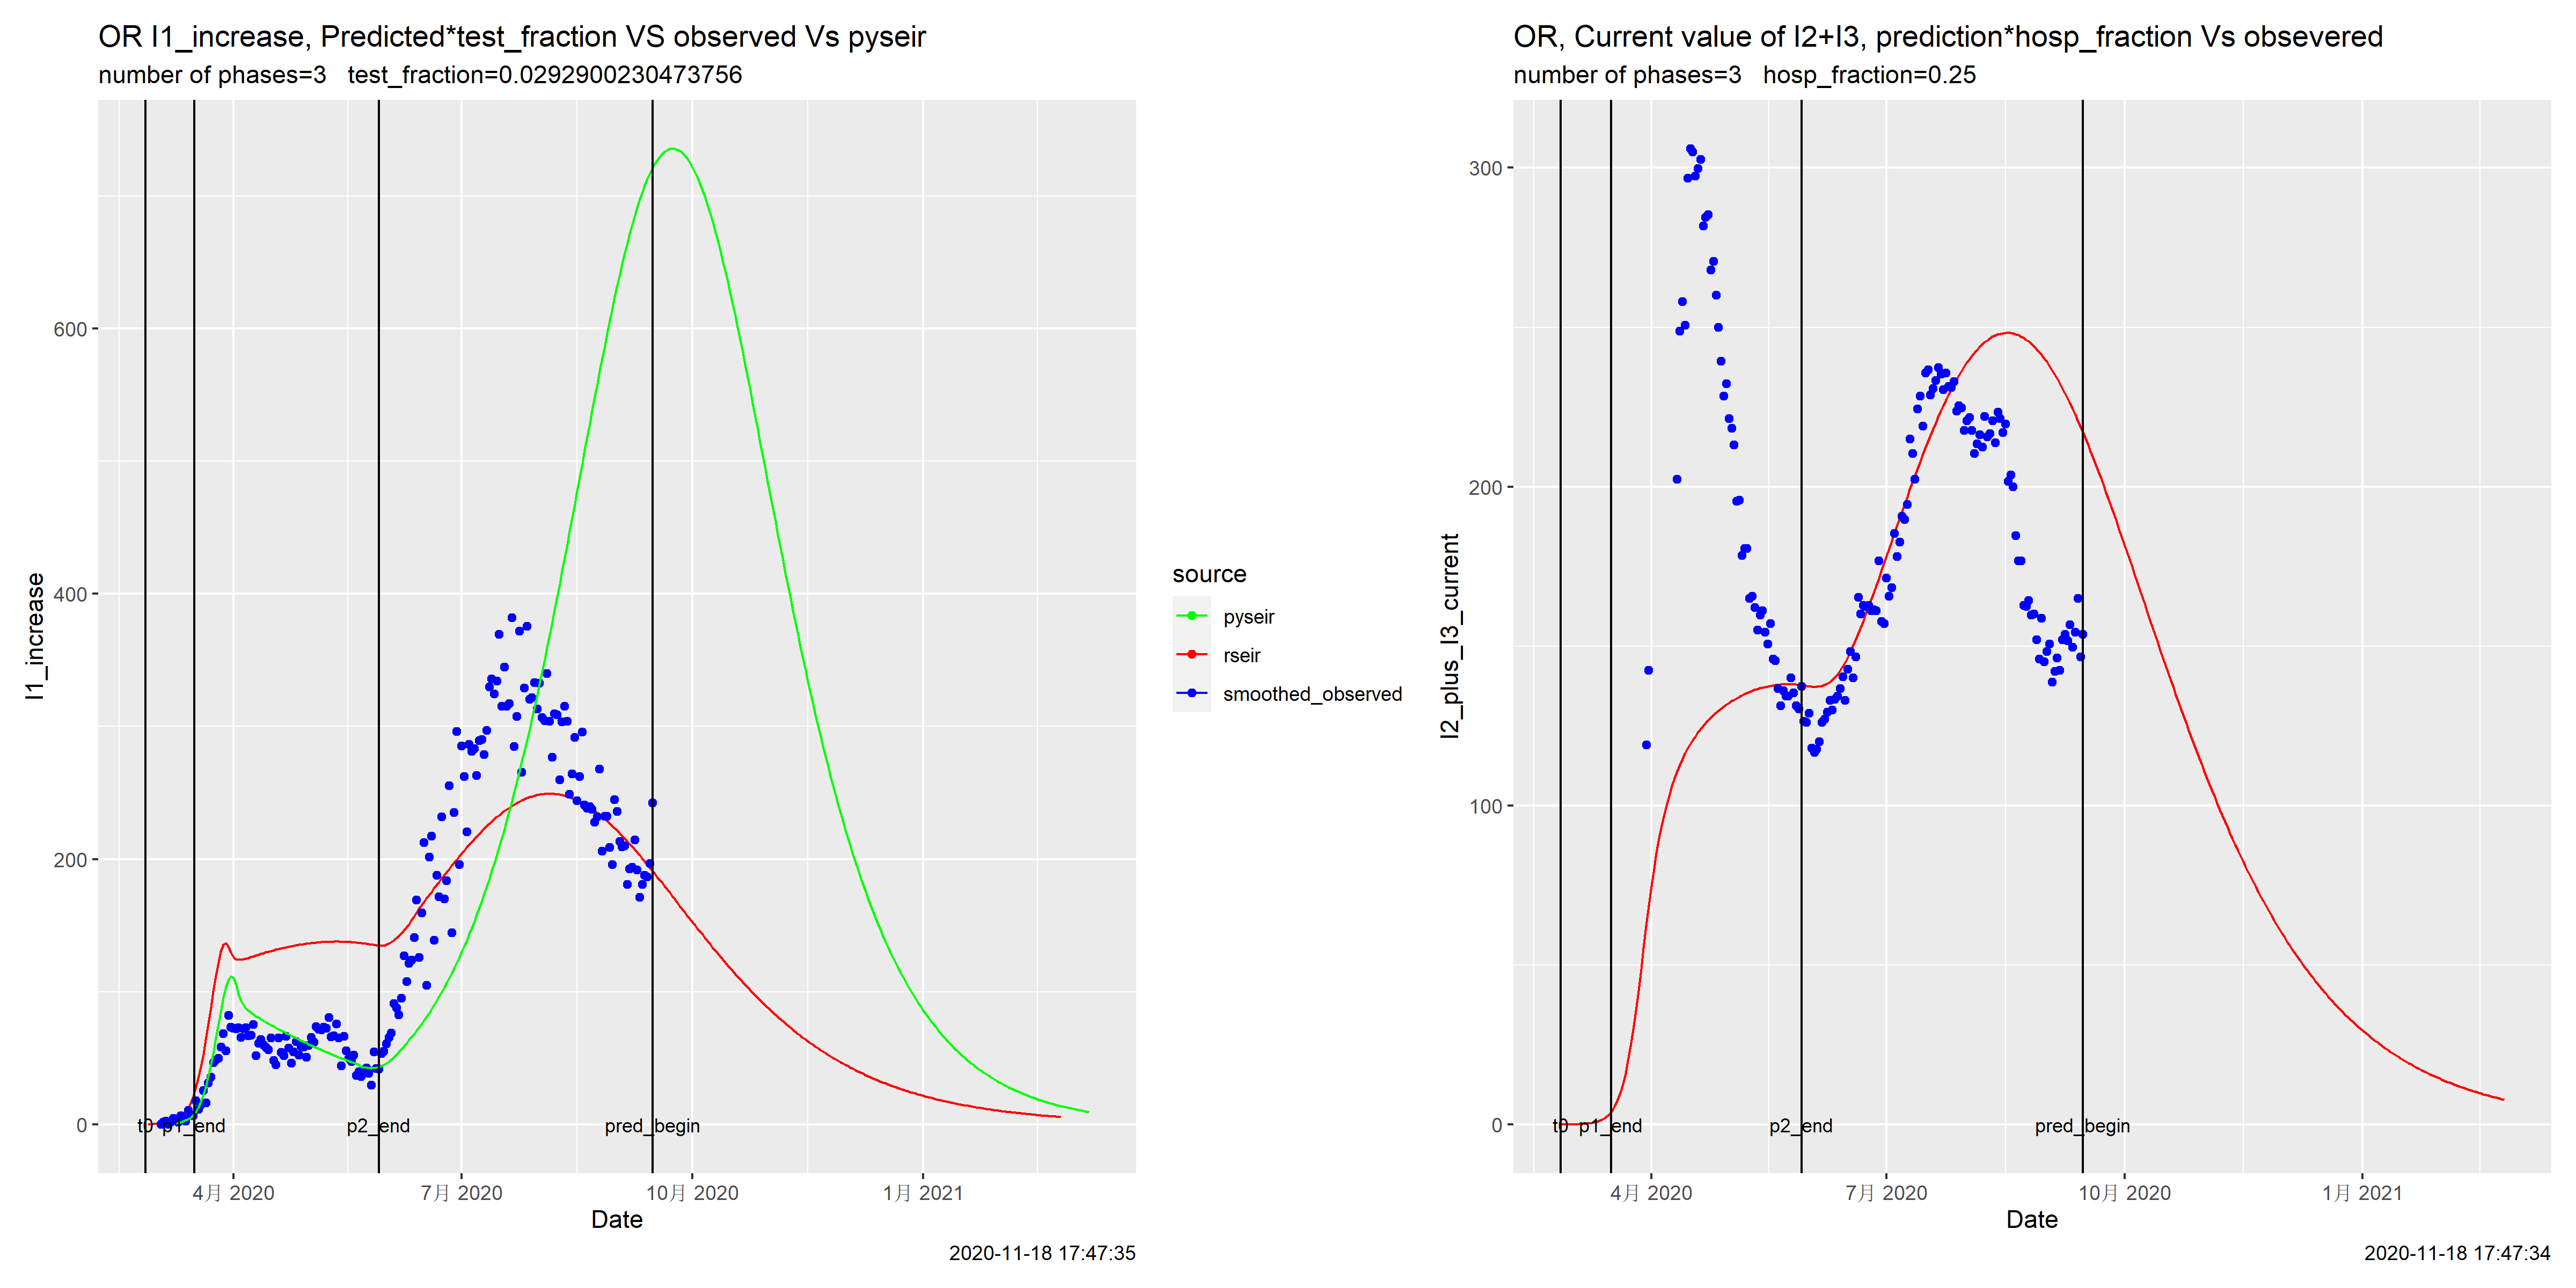 OR I1_increase, Predicted*test_fraction VS observed Vs pyseir
number of phases=3 test_fraction=0.0292900230473756
I1_increase
600
400
200
0
t0 p1_end p2_end pred_begin
4月 2020 7月 2020 10月 2020 1月 2021
Date
2020-11-18 17:47:35
source
pyseir
rseir
smoothed_observed
OR, Current value of I2+I3, prediction*hosp_fraction Vs obsevered
number of phases=3 hosp_fraction=0.25
I2_plus_I3_current
300
200
100
0
t0 p1_end p2_end pred_begin
4月 2020 7月 2020 10月 2020 1月 2021
Date
2020-11-18 17:47:34